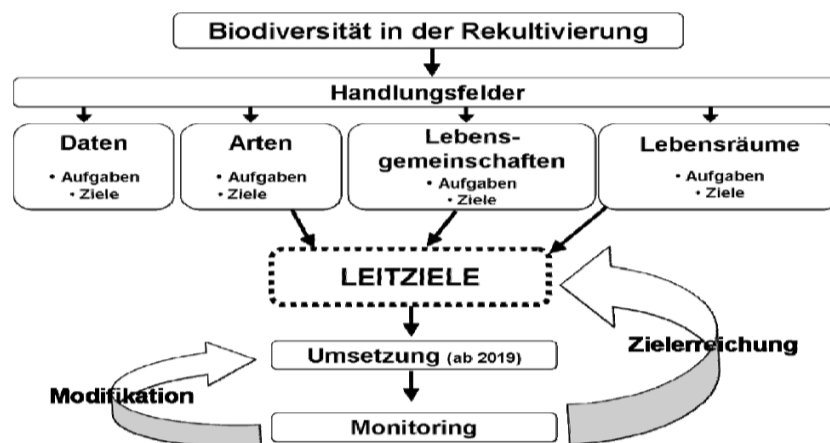 Biodiversität in der Rekultivierung
Handlungsfelder
Daten
• Aufgaben
• Ziele
Arten
• Aufgaben
• Ziele
Lebens-
gemeinschaften
• Aufgaben
• Ziele
Lebensräume
• Aufgaben
• Ziele
LEITZIELE
Umsetzung (ab 2019)
Zielerreichung
Modifikation
Monitoring